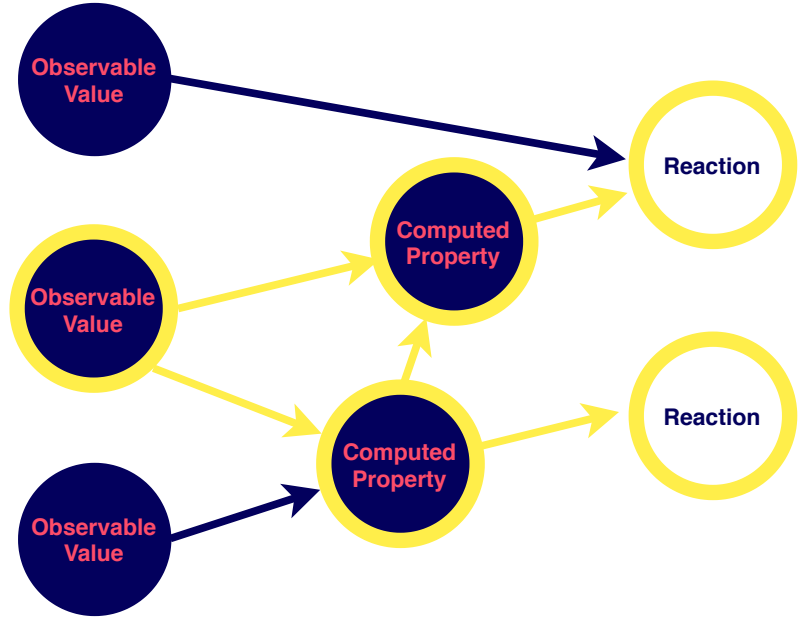 Observable
Value
Reaction
Computed
Property
Observable
Value
Reaction
Computed
Property
Observable
Value